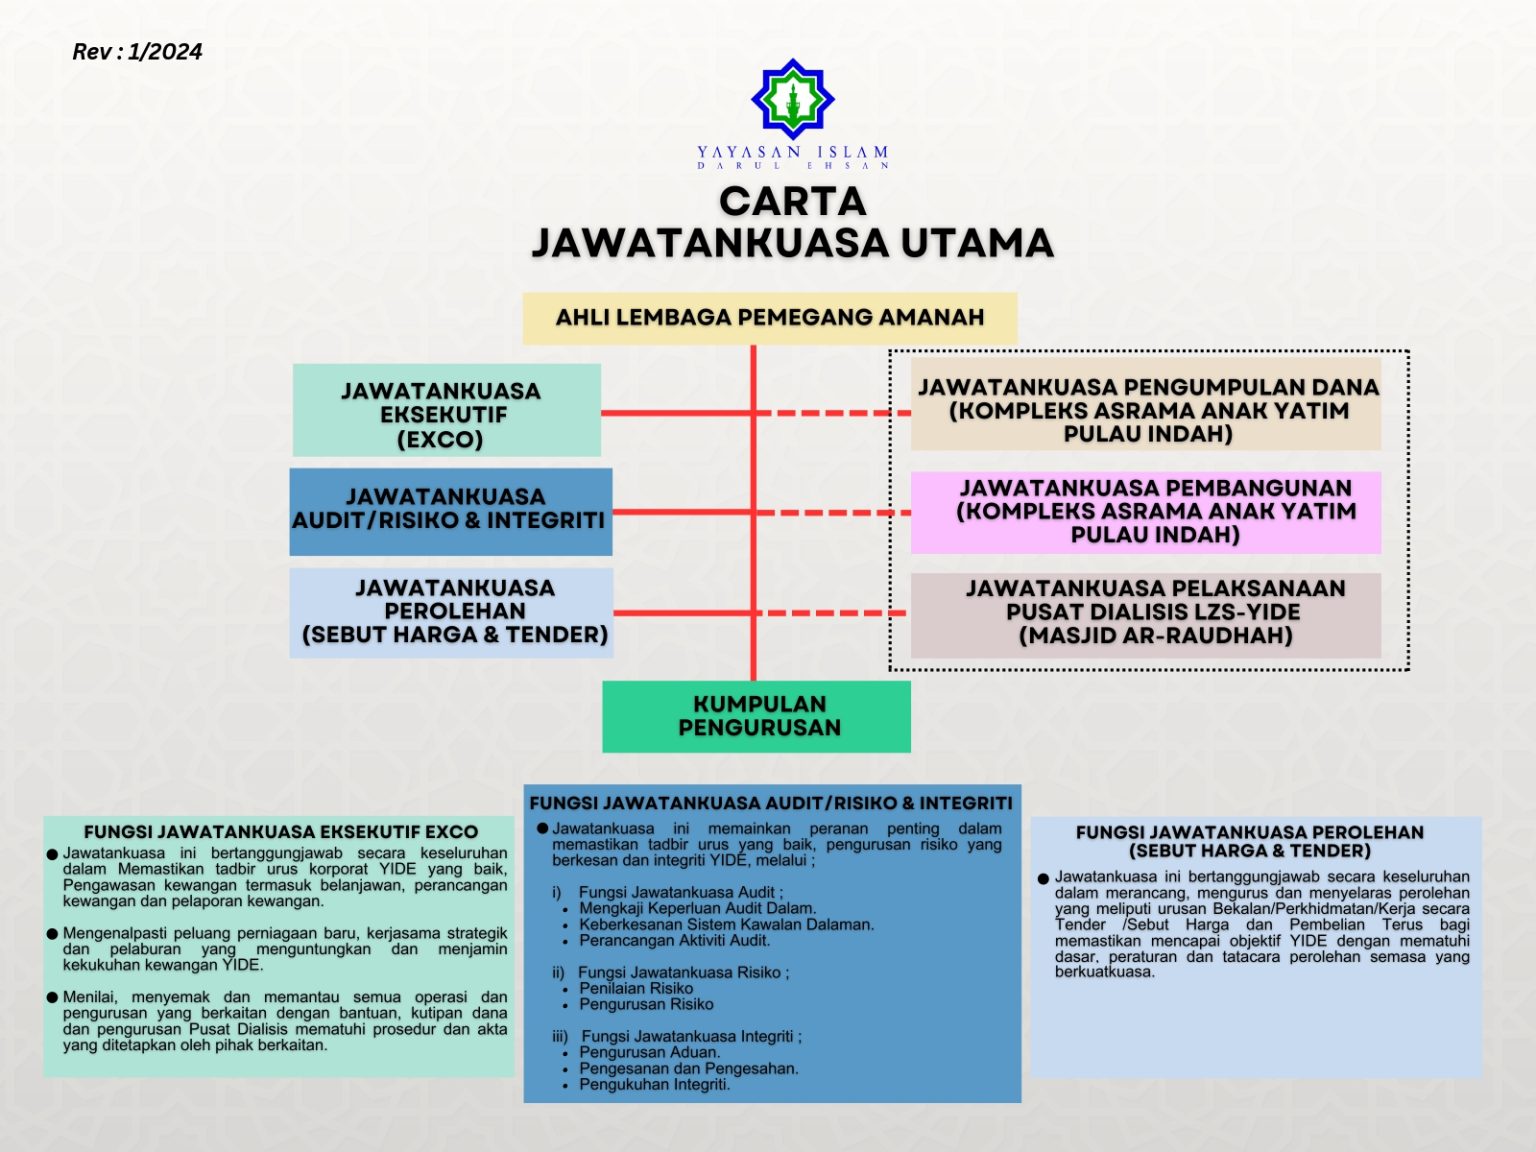 Rev : 1/2024
YAYASAN ISLAM
DARUL EHSAN
CARTA
JAWATANKUASA UTAMA
AHLI LEMBAGA PEMEGANG AMANAH
JAWATANKUASA
EKSEKUTIF
(EXCO)
JAWATANKUASA PENGUMPULAN DANA
(KOMPLEKS ASRAMA ANAK YATIM
PULAU INDAH)
JAWATANKUASA
AUDIT/RISIKO & INTEGRITI
JAWATANKUASA PEMBANGUNAN
(KOMPLEKS ASRAMA ANAK YATIM
PULAU INDAH)
JAWATANKUASA
PEROLEHAN
(SEBUT HARGA & TENDER)
JAWATANKUASA PELAKSANAAN
PUSAT DIALISIS LZS-YIDE
(MASJID AR-RAUDHAH)
KUMPULAN
PENGURUSAN
FUNGSI JAWATANKUASA EKSEKUTIF EXCO
● Jawatankuasa ini bertanggungjawab secara keseluruhan
dalam Memastikan tadbir urus korporat YIDE yang baik,
Pengawasan kewangan termasuk belanjawan, perancangan
kewangan dan pelaporan kewangan.
● Mengenalpasti peluang perniagaan baru, kerjasama strategik
dan pelaburan yang menguntungkan dan menjamin
kekukuhan kewangan YIDE.
● Menilai, menyemak dan memantau semua operasi dan
pengurusan yang berkaitan dengan bantuan, kutipan dana
dan pengurusan Pusat Dialisis mematuhi prosedur dan akta
yang ditetapkan oleh pihak berkaitan.
FUNGSI JAWATANKUASA AUDIT/RISIKO & INTEGRITI
● Jawatankuasa ini memainkan peranan penting dalam
memastikan tadbir urus yang baik, pengurusan risiko yang
berkesan dan integriti YIDE, melalui ;
i) Fungsi Jawatankuasa Audit ;
• Mengkaji Keperluan Audit Dalam.
• Keberkesanan Sistem Kawalan Dalaman.
• Perancangan Aktiviti Audit.
ii) Fungsi Jawatankuasa Risiko ;
• Penilaian Risiko
• Pengurusan Risiko
iii) Fungsi Jawatankuasa Integriti ;
• Pengurusan Aduan.
• Pengesanan dan Pengesahan.
• Pengukuhan Integriti.
FUNGSI JAWATANKUASA PEROLEHAN
(SEBUT HARGA & TENDER)
● Jawatankuasa ini bertanggungjawab secara keseluruhan
dalam merancang, mengurus dan menyelaras perolehan
yang meliputi urusan Bekalan/Perkhidmatan/Kerja secara
Tender /Sebut Harga dan Pembelian Terus bagi
memastikan mencapai objektif YIDE dengan mematuhi
dasar, peraturan dan tatacara perolehan semasa yang
berkuatkuasa.